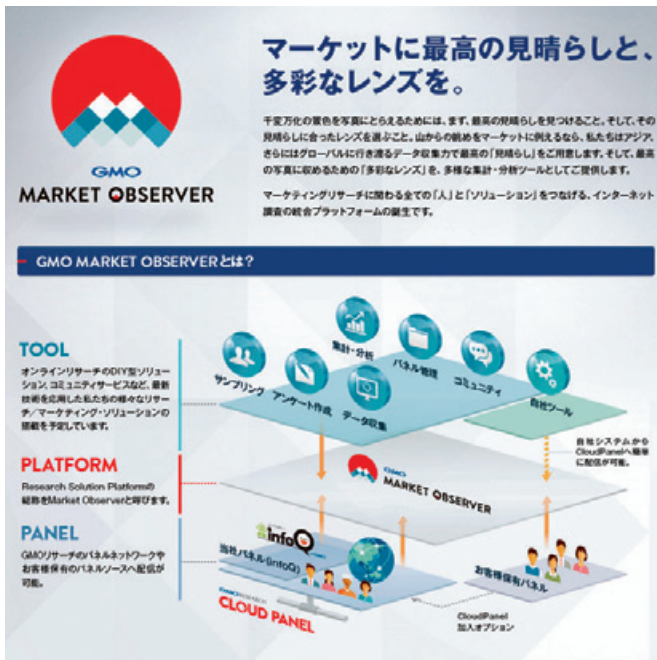 マーケットに最高の見晴らしと、
多彩なレンズを。
千変万化の景色を写真にとらえるためには、まず、最高の見晴らしを見つけること。そして、その
見晴らしに合ったレンズを選ぶこと。山からの眺めをマーケットに例えるなら、私たちはアジア、
さらにはグローバルに行き渡るデータ収集力で最高の「見晴らし」をご用意します。そして、最高
の写真に収めるための「多彩なレンズ」を、多様な集計・分析ツールとしてご提供します。
マーケティングリサーチに関わる全ての「人」と「ソリューション」をつなげる、インターネット
調査の統合プラットフォームの誕生です。
GMO
MARKET OBSERVER
GMO MARKET OBSERVERとは？
TOOL
オンラインリサーチのDIY型ソリュー
ション、コミュニティサービスなど、最新
技術を応用した私たちの様々なリサ
ーチ/マーケティング・ソリューションの
搭載を予定しています。
サンプリング
アンケート作成
集計・分析
データ収集
パネル管理
コミュニティ
自社ツール
自社システムから
CloudPanelへ簡単
に配信が可能。
PLATFORM
Research Solution Platformの
総称をMarket Observerと呼びます。
GMO
MARKET OBSERVER
PANEL
GMOリサーチのパネルネットワークや
お客様保有のパネルソースへ配信が
可能。
infoQ
当社パネル(infoQ)
お客様保有パネル
CLOUD PANEL
CloudPanel
加入オプション